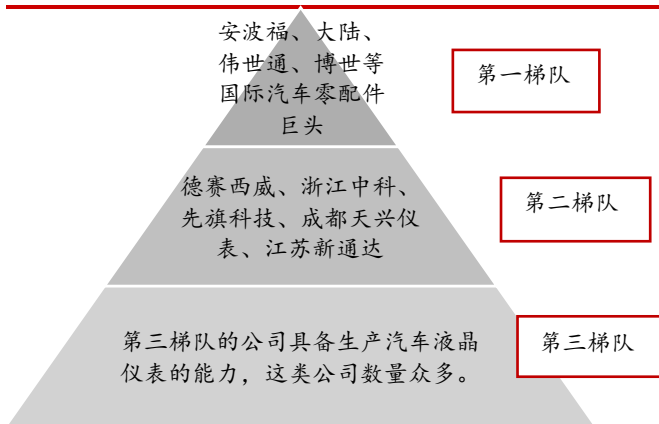 安波福、大陆、
伟世通、博世等
国际汽车零配件
巨头
第一梯队
德赛西威、浙江中科、
先旗科技、成都天兴仪
表、江苏新通达
第二梯队
第三梯队的公司具备生产汽车液晶
仪表的能力，这类公司数量众多。
第三梯队